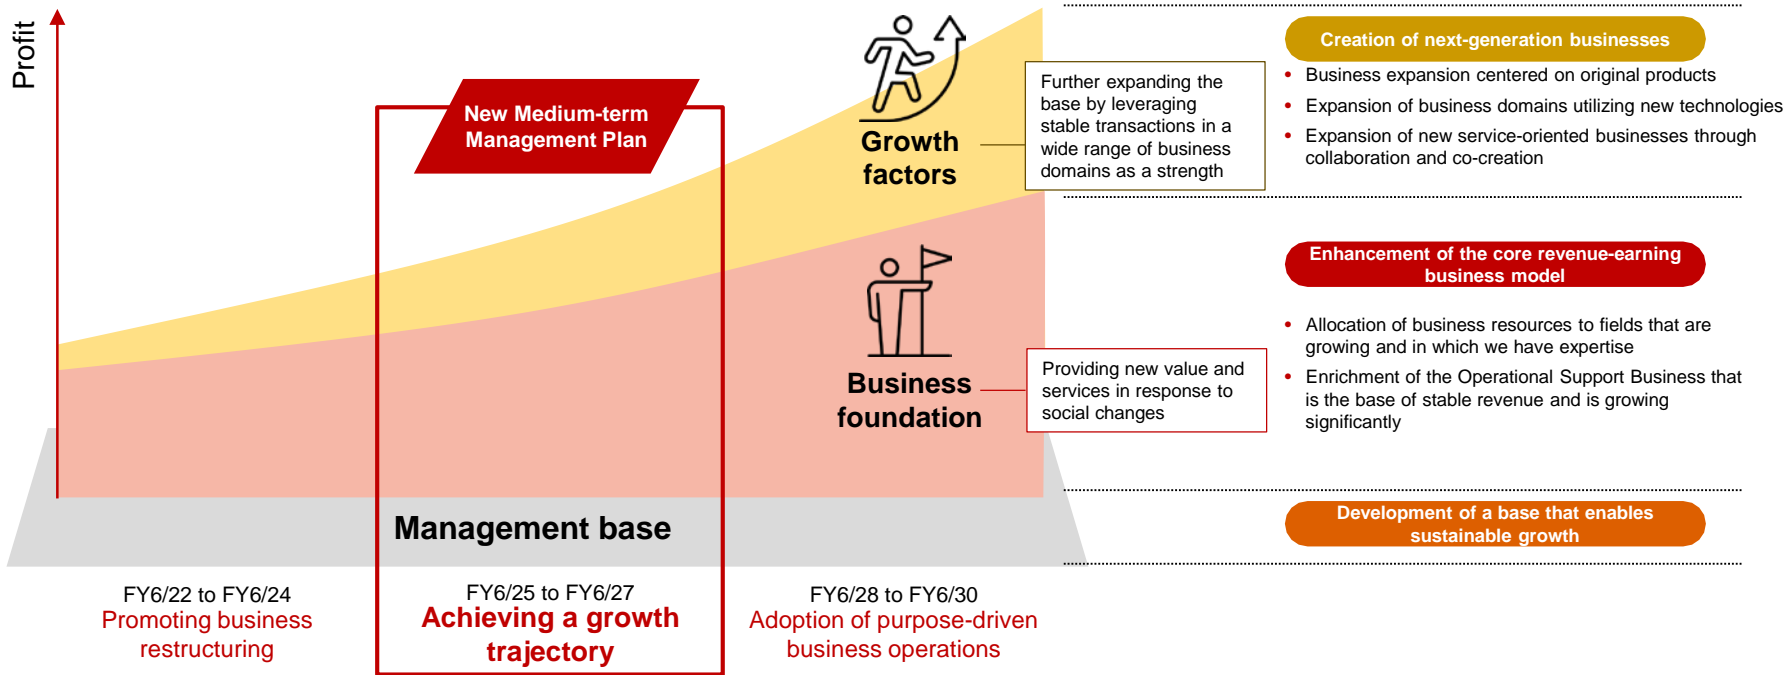 Profit
New Medium-term
Management Plan
Growth
factors
Further expanding the
base by leveraging
stable transactions in a
wide range of business
domains as a strength
Business
foundation
Providing new value and
services in response to
social changes
Management base
FY6/22 to FY6/24
Promoting business
restructuring
FY6/25 to FY6/27
Achieving a growth
trajectory
FY6/28 to FY6/30
Adoption of purpose-driven
business operations
Creation of next-generation businesses
• Business expansion centered on original products
• Expansion of business domains utilizing new technologies
• Expansion of new service-oriented businesses through
collaboration and co-creation
Enhancement of the core revenue-earning
business model
• Allocation of business resources to fields that are
growing and in which we have expertise
• Enrichment of the Operational Support Business that
is the base of stable revenue and is growing
significantly
Development of a base that enables
sustainable growth